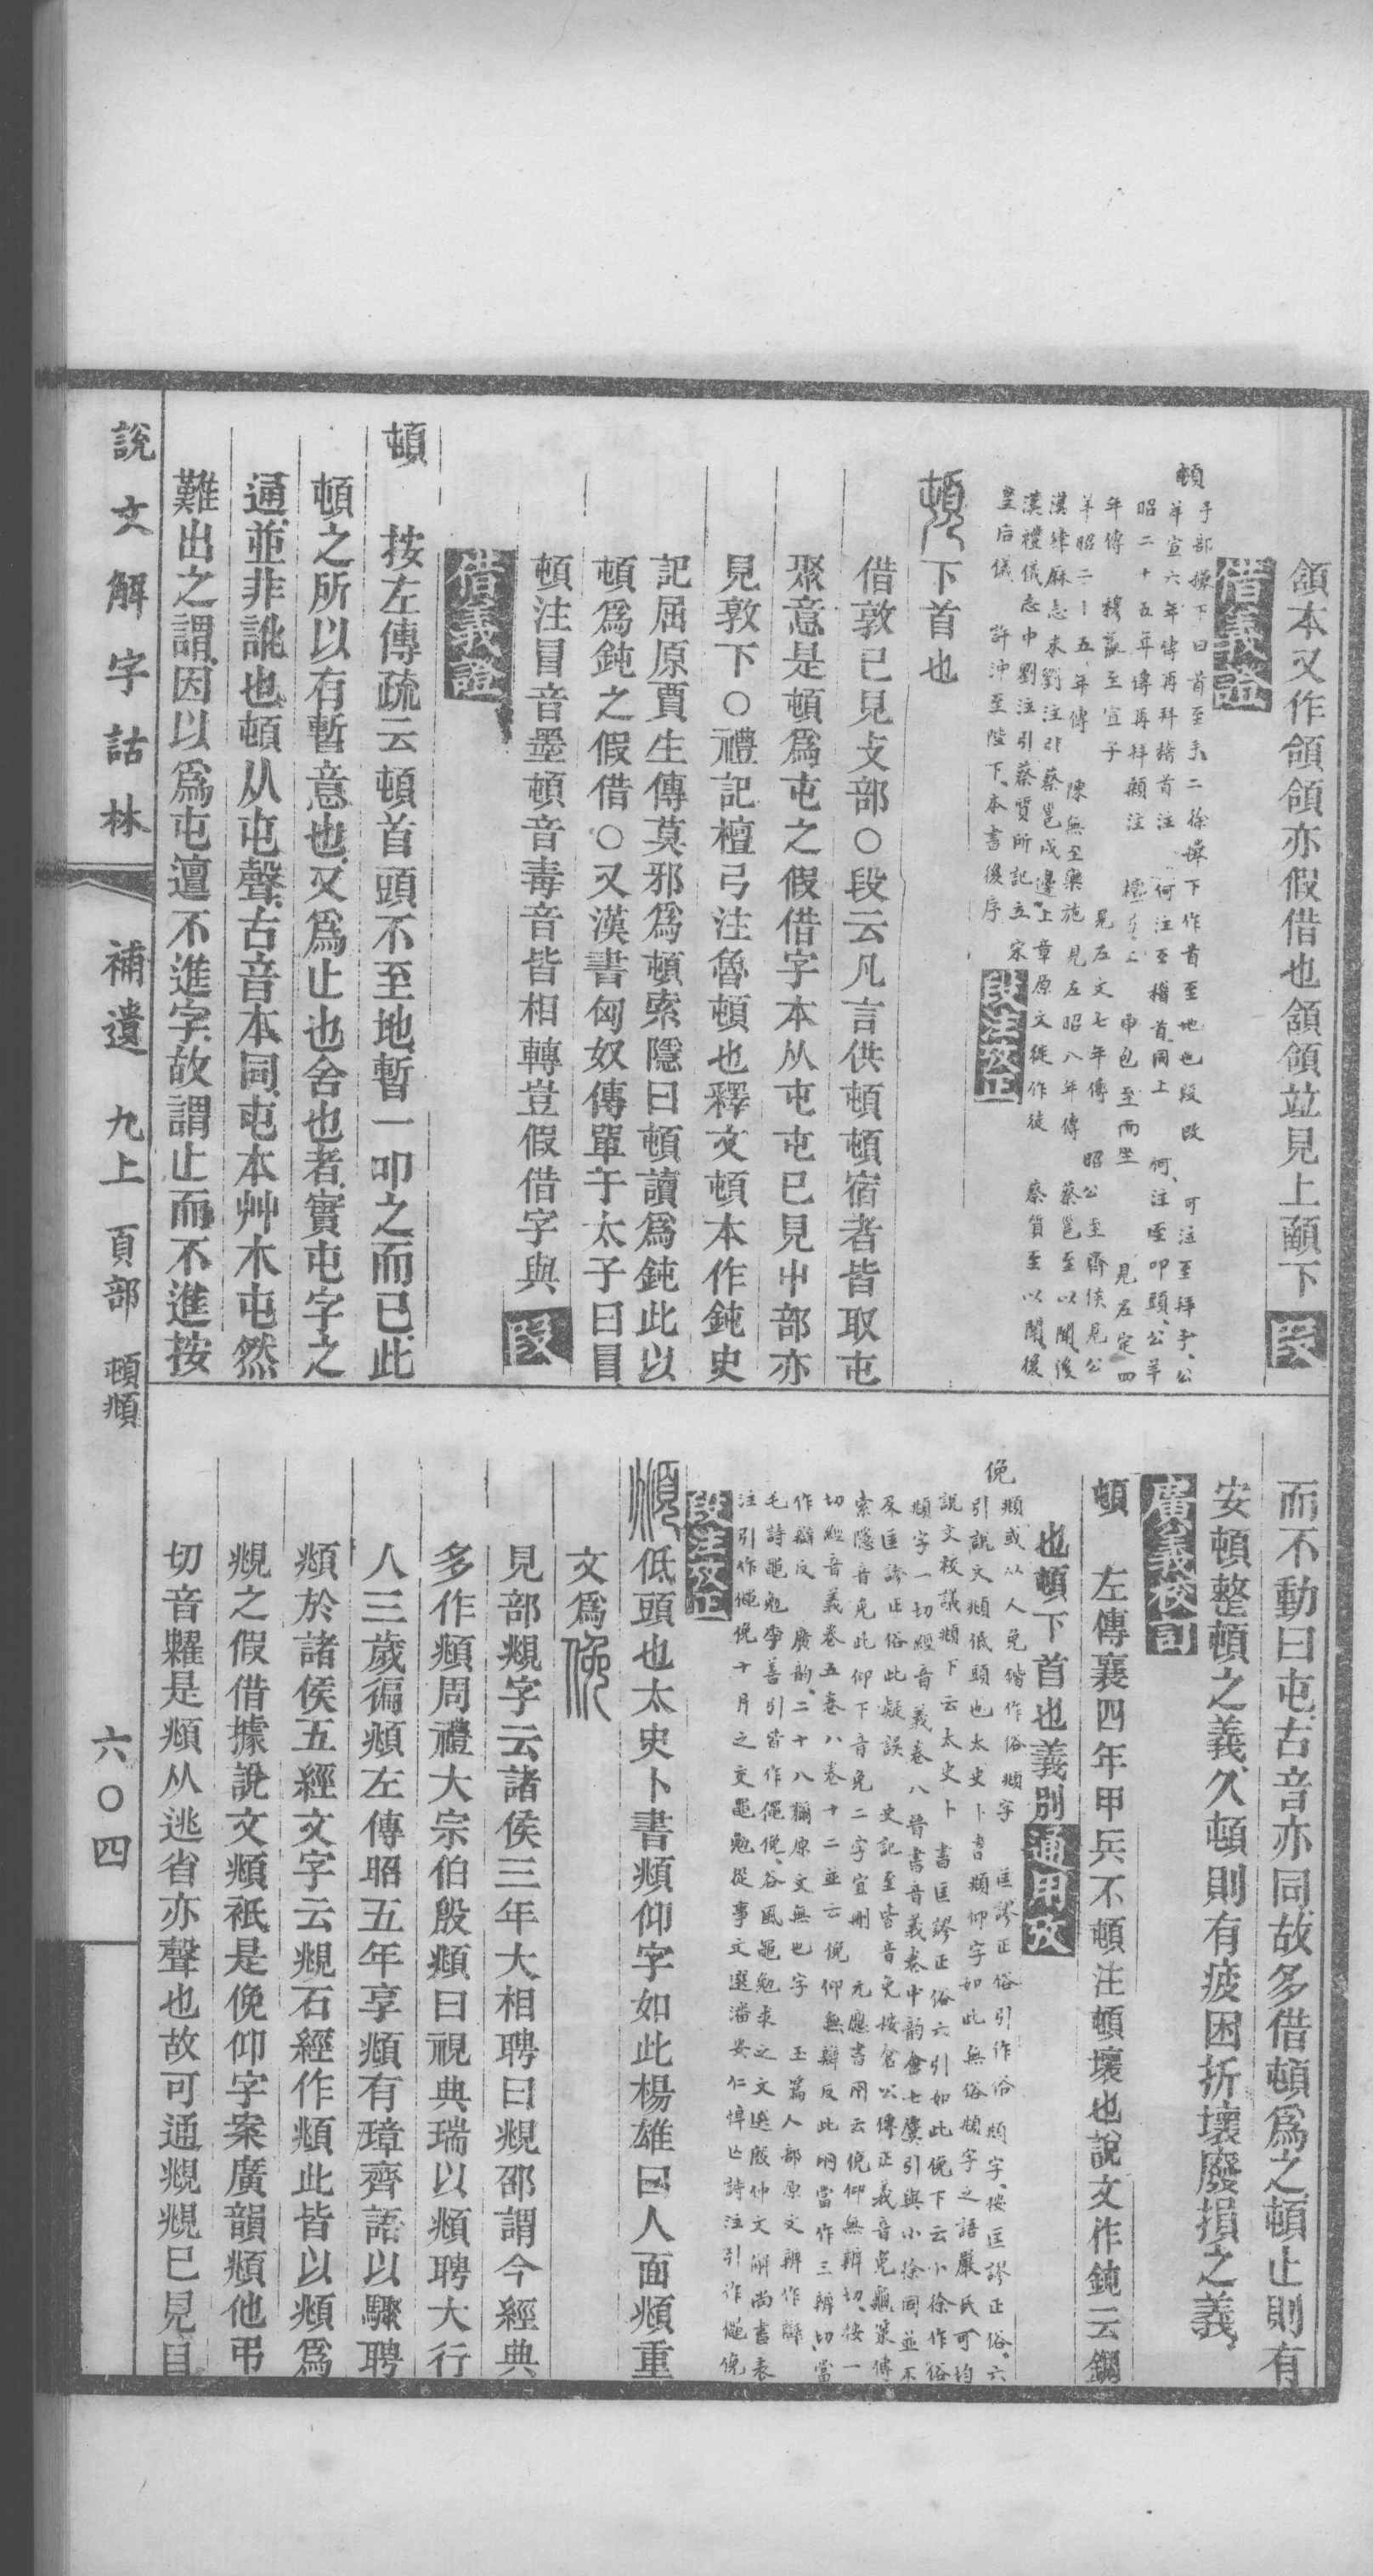 頷本又作頜頜亦假借也頷頜並見上頤下
借義證
頓
手部㩒下曰首至手二徐㩒下作首至地也段改
可注至拜手公
羊宣六年傳再拜稽首注
何注至稽首同上
何注至叩頭公羊
昭二十五年傳再拜顙注
申包至而坐
見左定四
年傳
穆嬴至宣子
見左文七年傳
昭公至齊侯見公
羊昭二十五年傳
陳無至樂施見左昭八年傳
蔡邕至以聞後
漢律厤志末劉注引蔡邕戍邊上章原文從作徒
蔡質至以聞後
漢禮儀志中劉注引蔡質所記立宋
皇后儀
許沖至陛下本書後序
段注攷正
頓下首也
借敦已見攴部○段云凡言供頓頓宿者皆取屯
聚意是頓爲屯之假借字本从屯屯已見屮部亦
見敦下○禮記檀弓注魯頓也釋文頓本作鈍史
記屈原賈生傳莫邪爲頓索隱曰頓讀爲鈍此以
頓爲鈍之假借○又漢書匈奴傳單于太子曰冒
頓注冒音墨頓音毒音皆相轉豈假借字與
借義證
頓
按左傳疏云頓首頭不至地暫一叩之而已此
頓之所以有暫意也又爲止也舍也者實屯字之
通並非訛也頓从屯聲古音本同屯本艸木屯然
難出之謂因以爲屯邅不進字故謂止而不進按
說文解字詁林
補遺
九上
頁部
頓頫
六〇四
而不動曰屯古音亦同故多借頓爲之頓止則有
安頓整頓之義久頓則有疲困折壞廢損之義
廣義校訂
頓
左傳襄四年甲兵不頓注頓壞也說文作鈍云錭
也頓下首也義別
通用攷
俛
頫或以人免楷作俗頫字
匡謬正俗引作俗頫字按匡謬正俗六
引說文頫低頭也太史卜書頫仰字如此無俗頫字之語嚴氏可均
說文校議頫下云太史卜
書匡謬正俗六引如此俛下云小徐作俗
頫字一切經音義卷八晉書音義卷中韵會七麌引與小徐同並不
及匡謬正俗此疑誤
史記至皆音免按倉公傳正義音免龜策傳
索隱音免此仰下音免二字宜刪
元應書兩云俛仰無辨切按一
切經音義卷五卷八卷十二並云俛仰無辯反此明當作三辨切當
作辯反
廣韵二十八獮原文無也字
玉篇人部原文辨作辯
毛詩黽勉李善引皆作僶俛谷風黽勉求之文選殷仲文解尚書表
注引作僶俛十月之交黽勉從事文選潘安仁悼亡詩注引作僶俛
段注攷正
頫低頭也太史卜書頫仰字如此楊雄曰人面頫重
文爲俛
見部覜字云諸侯三年大相聘曰覜邵謂今經典
多作頫周禮大宗伯殷頫曰視典瑞以頫聘大行
人三歲徧頫左傳昭五年享頫有璋齊語以驟聘
頫於諸侯五經文字云覜石經作頫此皆以頫爲
覜之假借據說文頫衹是俛仰字案廣韻頫他弔
切音糶是頫从逃省亦聲也故可通覜覜已見目